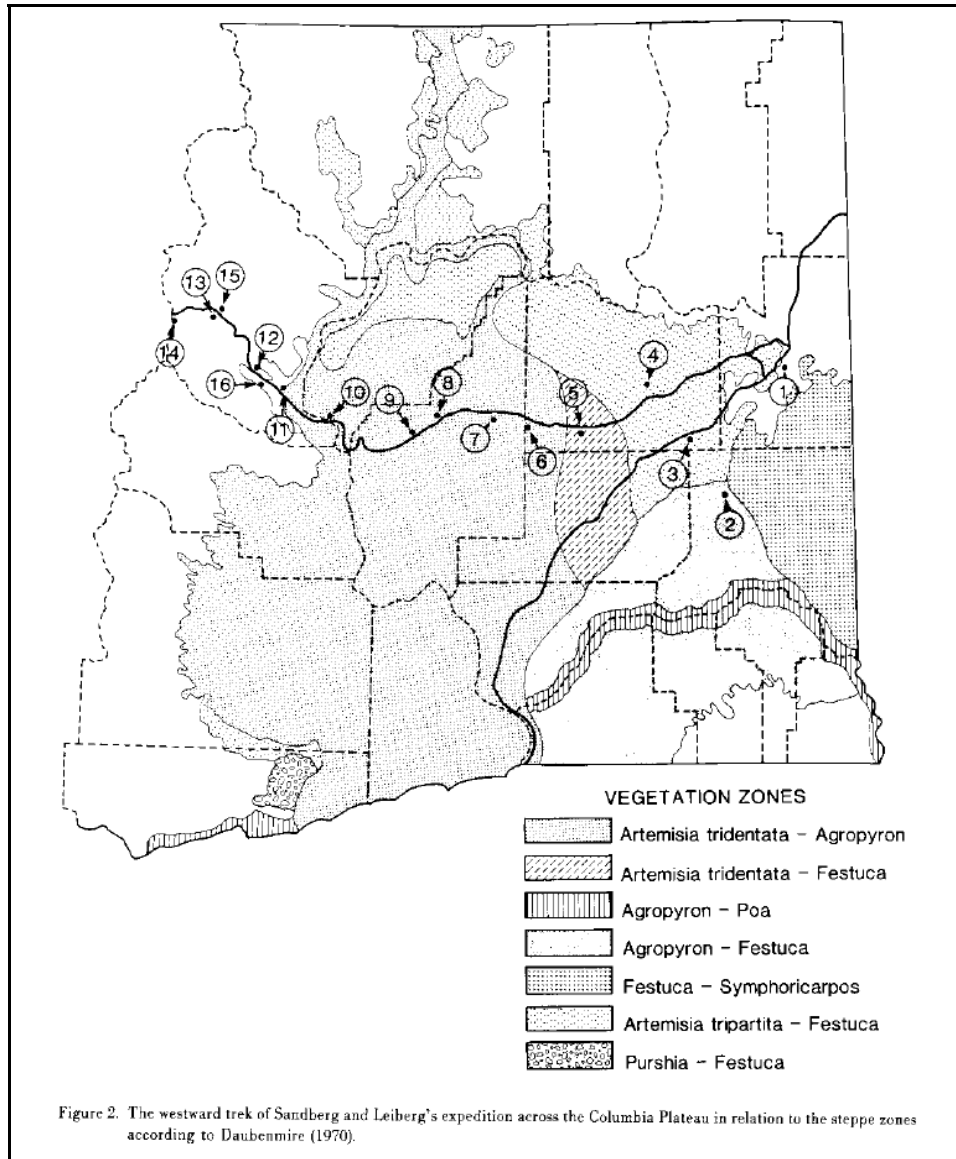 13
15
12
14
16
11
10
9
8
7
6
5
4
3
2
1
VEGETATION ZONES
Artemisia tridentata - Agropyron
Artemisia tridentata - Festuca
Agropyron - Poa
Agropyron - Festuca
Festuca - Symphoricarpos
Artemisia tripartita - Festuca
Purshia - Festuca
Figure 2. The westward trek of Sandberg and Leiberg's expedition across the Columbia Plateau in relation to the steppe zones
according to Daubenmire (1970).